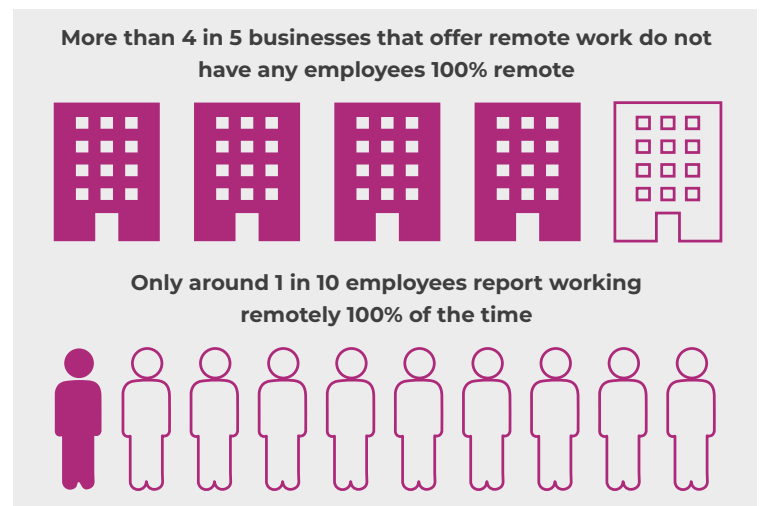 More than 4 in 5 businesses that offer remote work do not
have any employees 100% remote
Only around 1 in 10 employees report working
remotely 100% of the time